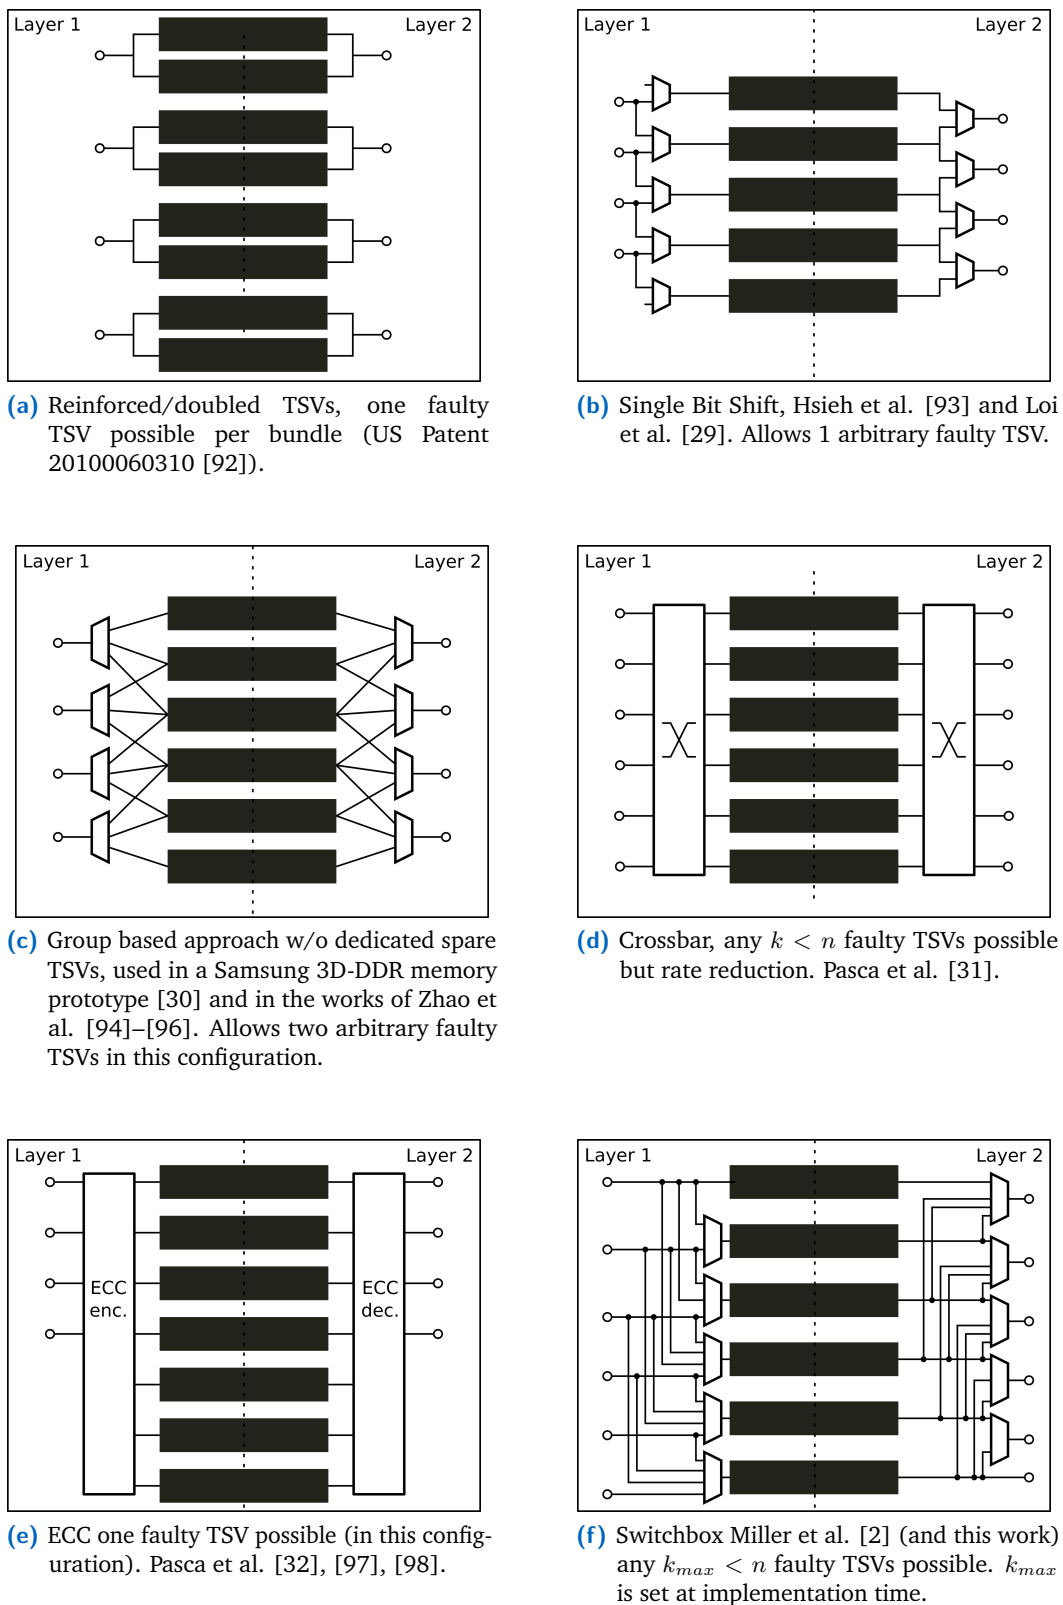 Layer 1
Layer 2
(a) Reinforced/doubled TSVs, one faulty
TSV possible per bundle (US Patent
20100060310 [92]).
Layer 1
Layer 2
(b) Single Bit Shift, Hsieh et al. [93] and Loi
et al. [29]. Allows 1 arbitrary faulty TSV.
Layer 1
Layer 2
(c) Group based approach w/o dedicated spare
TSVs, used in a Samsung 3D-DDR memory
prototype [30] and in the works of Zhao et
al. [94]–[96]. Allows two arbitrary faulty
TSVs in this configuration.
Layer 1
Layer 2
(d) Crossbar, any k < n faulty TSVs possible
but rate reduction. Pasca et al. [31].
Layer 1
Layer 2
ECC
enc.
ECC
dec.
(e) ECC one faulty TSV possible (in this config-
uration). Pasca et al. [32], [97], [98].
Layer 1
Layer 2
(f) Switchbox Miller et al. [2] (and this work)
any kmax < n faulty TSVs possible. kmax
is set at implementation time.